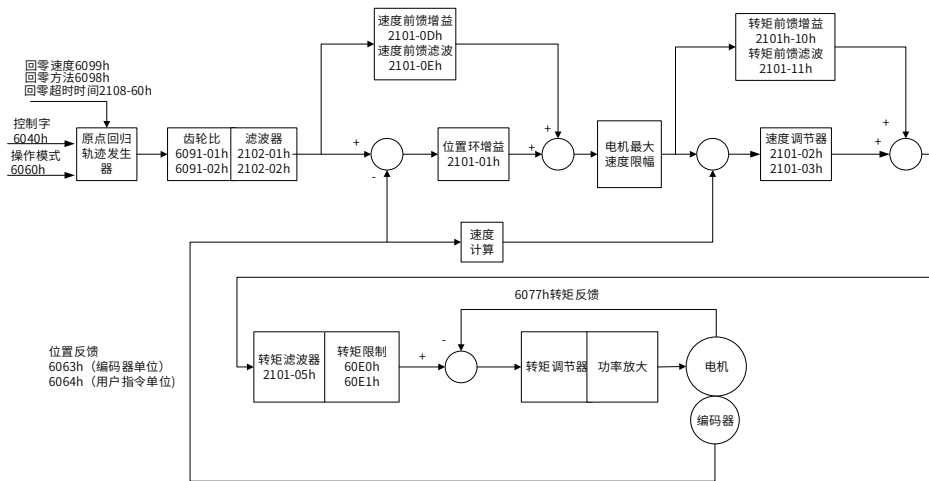 速度前馈增益
2101-0Dh
速度前馈滤波
2101-0Eh
转矩前馈增益
2101h-10h
转矩前馈滤波
2101-11h
回零速度6099h
回零方法6098h
回零超时时间2108-60h
控制字
6040h
操作模式
6060h
原点回归
轨迹发生
器
齿轮比
6091-01h
6091-02h
滤波器
2102-01h
2102-02h
+
-
位置环增益
2101-01h
+
+
电机最大
速度限幅
速度调节器
2101-02h
2101-03h
+
+
速度
计算
6077h转矩反馈
位置反馈
6063h（编码器单位）
6064h（用户指令单位)
转矩滤波器
2101-05h
转矩限制
60E0h
60E1h
+
-
转矩调节器
功率放大
电机
编码器